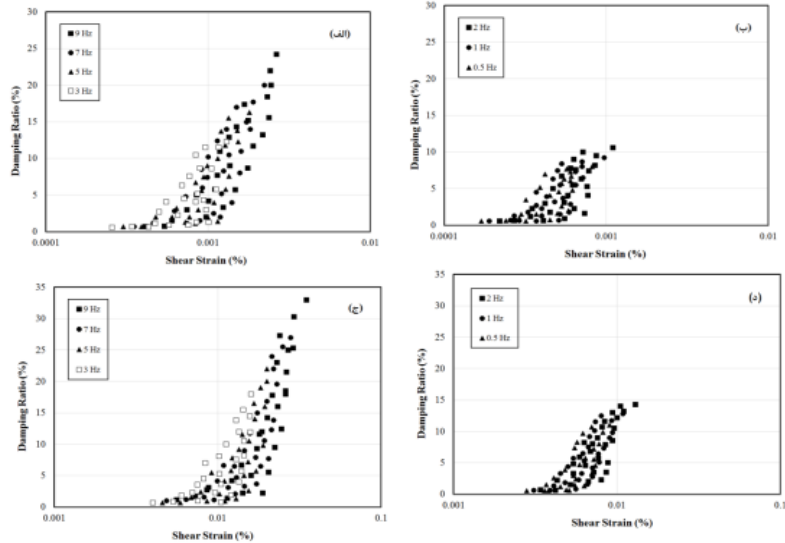 30
25
20
15
10
5
0
Damping Ratio (%)
9 Hz
7 Hz
5 Hz
3 Hz
(الف)
0.0001
0.001
0.01
Shear Strain (%)
30
25
20
15
10
5
0
Damping Ratio (%)
2 Hz
1 Hz
0.5 Hz
(ب)
0.0001
0.001
0.01
Shear Strain (%)
35
30
25
20
15
10
5
0
Damping Ratio (%)
9 Hz
7 Hz
5 Hz
3 Hz
(ج)
0.001
0.01
0.1
Shear Strain (%)
35
30
25
20
15
10
5
0
Damping Ratio (%)
2 Hz
1 Hz
0.5 Hz
(د)
0.001
0.01
0.1
Shear Strain (%)